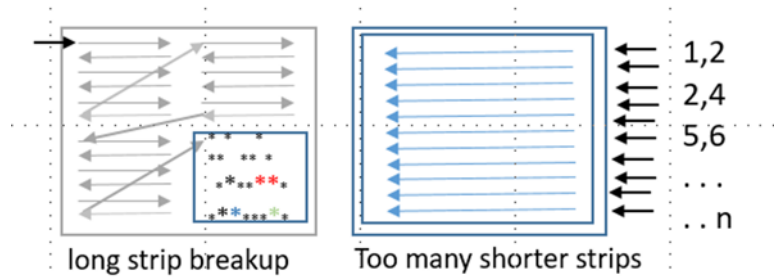 1,2
2,4
5,6
. . .
. . n
* * *
** ** *
****** *
********* *
long strip breakup
Too many shorter strips